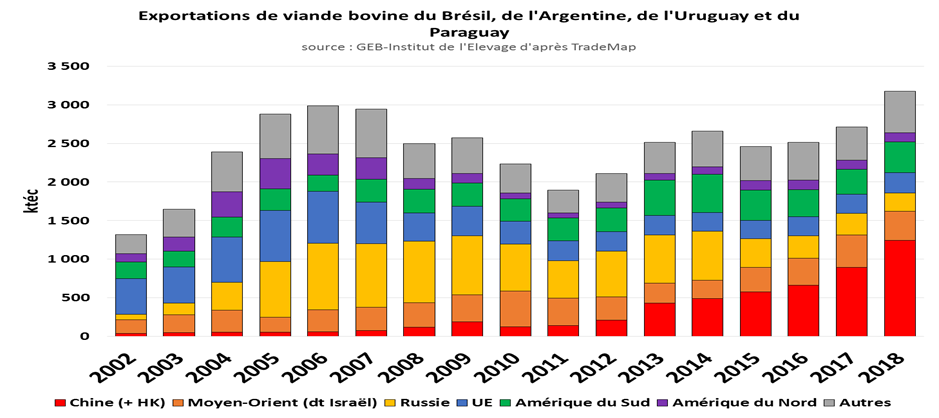 Exportations de viande bovine du Brésil, de l'Argentine, de l'Uruguay et du
Paraguay
source : GEB-Institut de l'Elevage d'après TradeMap
ktéc
3 500
3 000
2 500
2 000
1 500
1 000
500
0
2002 2003 2004 2005 2006 2007 2008 2009 2010 2011 2012 2013 2014 2015 2016 2017 2018
Chine (+ HK) Moyen-Orient (dt Israël) Russie UE Amérique du Sud Amérique du Nord Autres